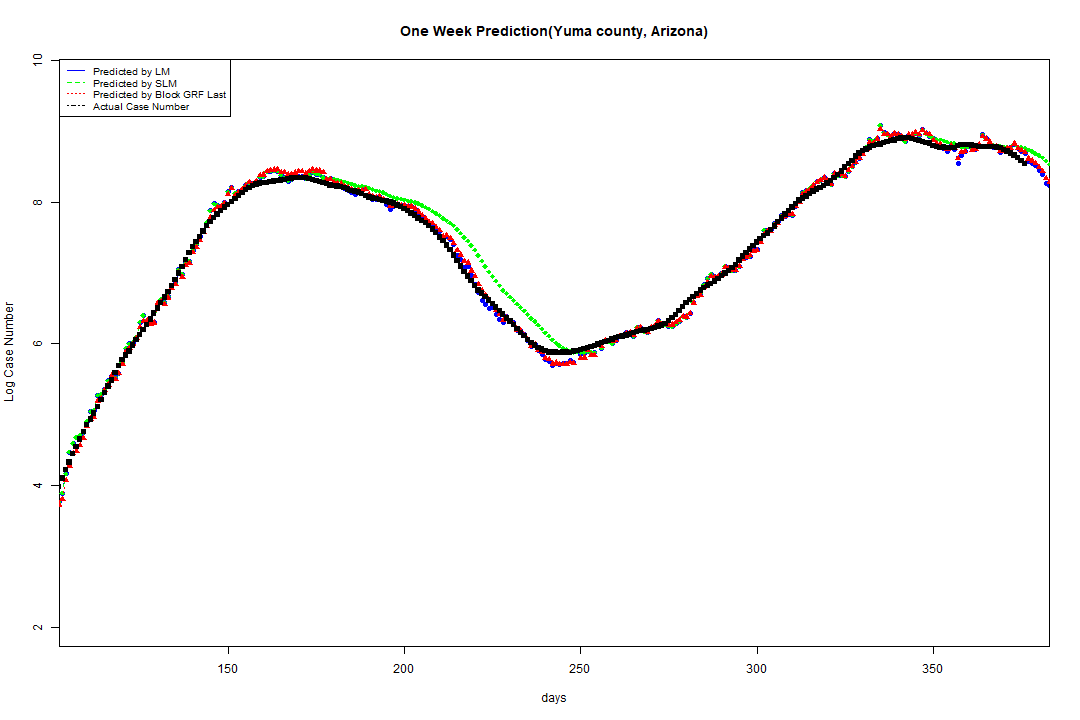 One Week Prediction(Yuma county, Arizona)
Predicted by LM
Predicted by SLM
Predicted by Block GRF Last
Actual Case Number
Log Case Number
10
8
6
4
2
150 200 250 300 350
days